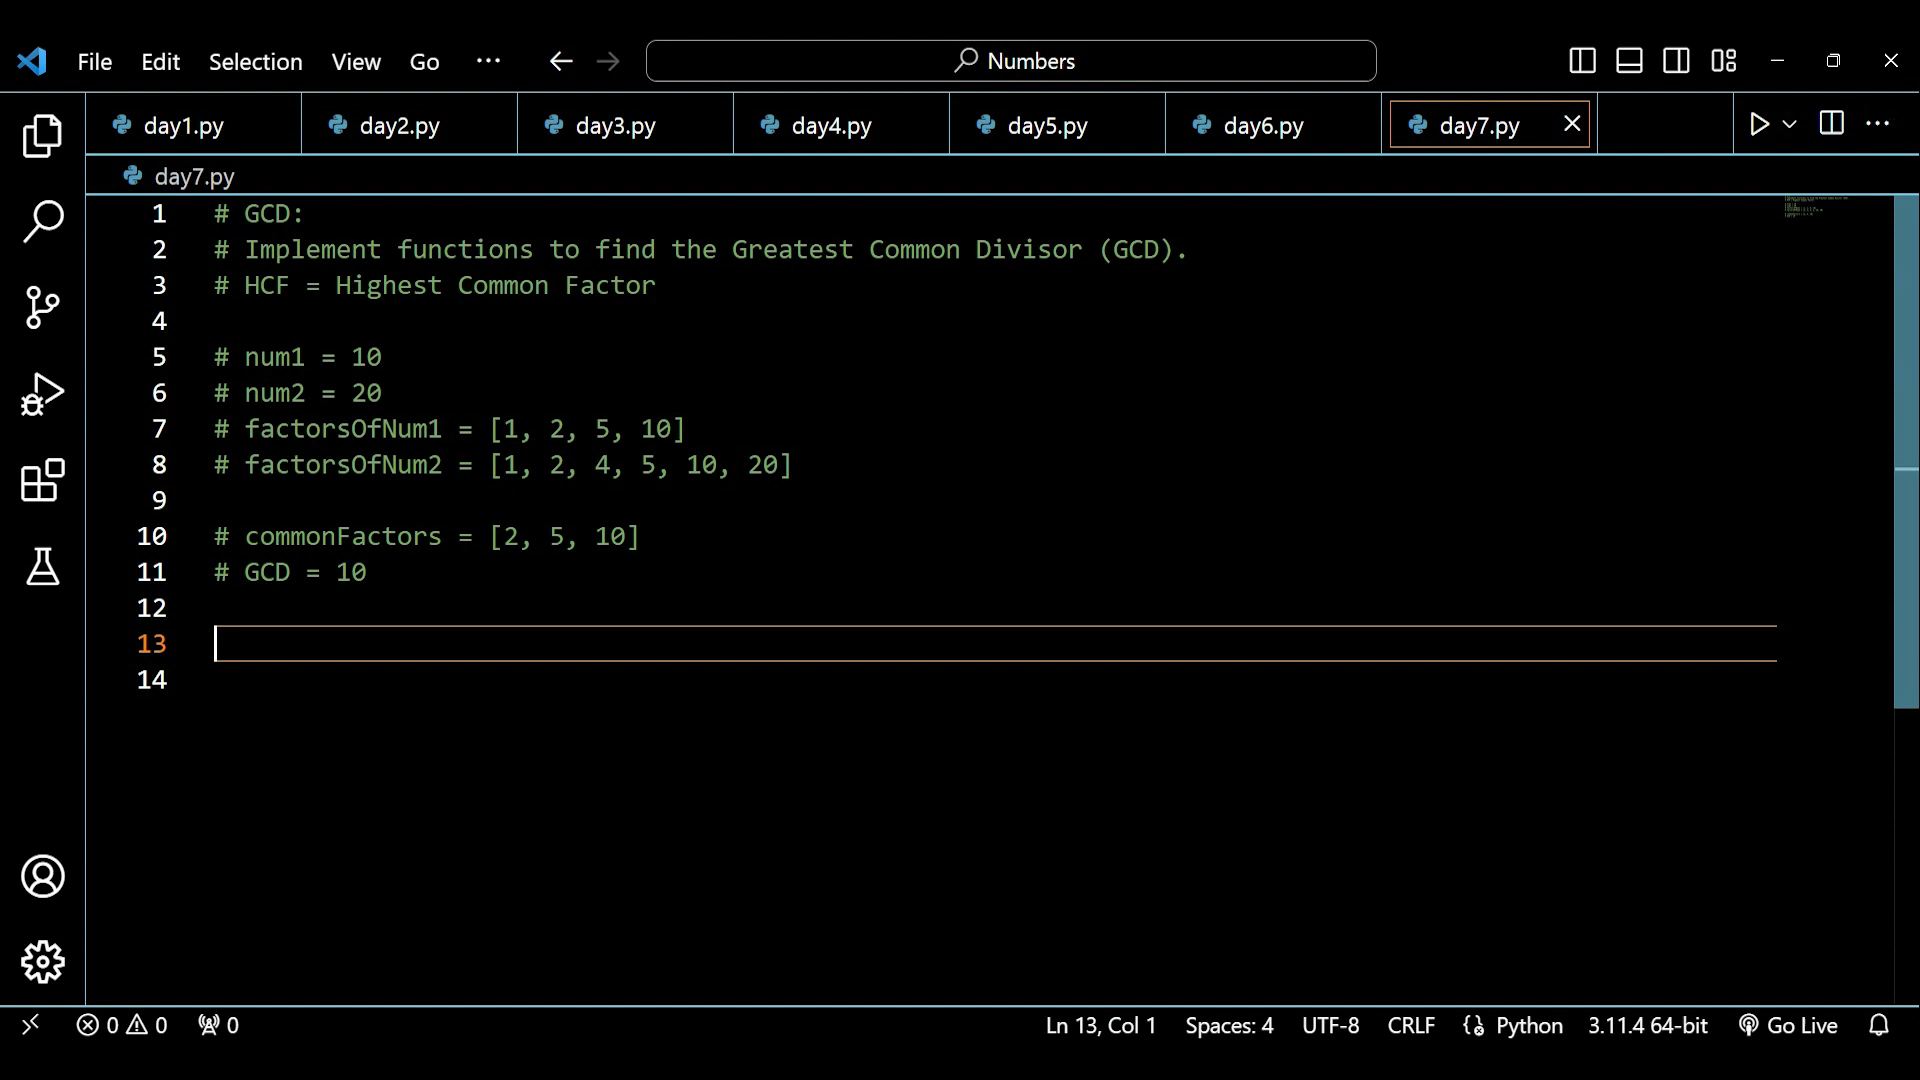 File Edit Selection View Go ··· Numbers
day1.py day2.py day3.py day4.py day5.py day6.py day7.py
day7.py
1 # GCD:
2 # Implement functions to find the Greatest Common Divisor (GCD).
3 # HCF = Highest Common Factor
4
5 # num1 = 10
6 # num2 = 20
7 # factorsOfNum1 = [1, 2, 5, 10]
8 # factorsOfNum2 = [1, 2, 4, 5, 10, 20]
9
10 # commonFactors = [2, 5, 10]
11 # GCD = 10
12
13
14
0 0 0 Ln 13, Col 1 Spaces: 4 UTF-8 CRLF Python 3.11.4 64-bit Go Live